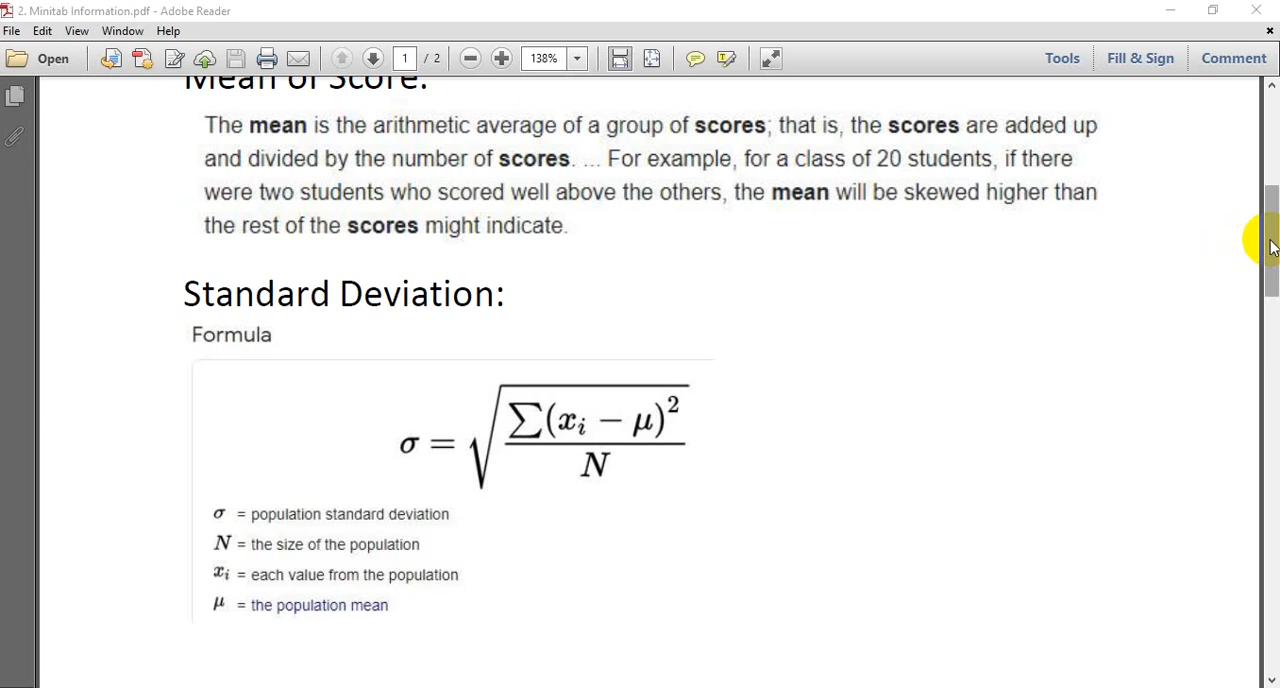 2. Minitab Information.pdf - Adobe Reader
File Edit View Window Help
Open 1 / 2 138% Tools Fill & Sign Comment
Mean of Score:
The mean is the arithmetic average of a group of scores; that is, the scores are added up
and divided by the number of scores. ... For example, for a class of 20 students, if there
were two students who scored well above the others, the mean will be skewed higher than
the rest of the scores might indicate.
Standard Deviation:
Formula
σ = √(∑(xᵢ − μ)² / N)
σ = population standard deviation
N = the size of the population
xᵢ = each value from the population
μ = the population mean